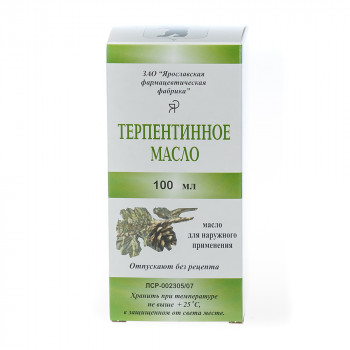 ЗАО "Ярославская
фармацевтическая
фабрика"
ТЕРПЕНТИННОЕ
МАСЛО
100 мл
масло
для наружного
применения
Отпускают без рецепта
ЛСР-002305/07
Хранить при температуре
не выше + 25˚С,
в защищенном от света месте.